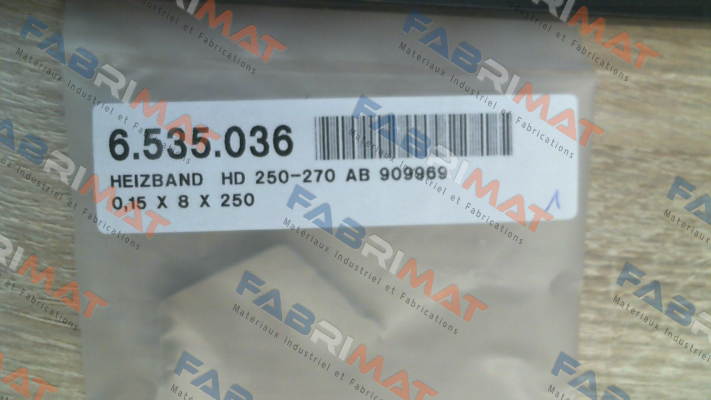 6.535.036
HEIZBAND HD 250-270 AB 909969
0,15 X 8 X 250
1
FABRIMAT
Materiaux Industriel et Fabrications